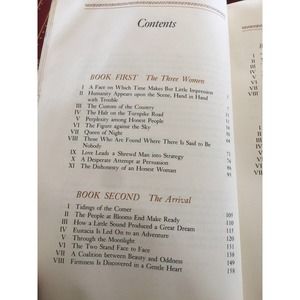 Contents
BOOK FIRST The Three Women
I A Face on Which Time Makes But Little Impression
II Humanity Appears upon the Scene, Hand in Hand
with Trouble
III The Custom of the Country
IV The Halt on the Turnpike Road
V Perplexity among Honest People
VI The Figure against the Sky
VII Queen of Night
VIII Those Who Are Found Where There Is Said to Be
Nobody
IX Love Leads a Shrewd Man into Strategy
X A Desperate Attempt at Persuasion
XI The Dishonesty of an Honest Woman
BOOK SECOND The Arrival
I Tidings of the Comer
II The People at Blooms End Make Ready
III How a Little Sound Produced a Great Dream
IV Eustacia Is Led On to an Adventure
V Through the Moonlight
VI The Two Stand Face to Face
VII A Coalition between Beauty and Oddness
VIII Firmness Is Discovered in a Gentle Heart 158